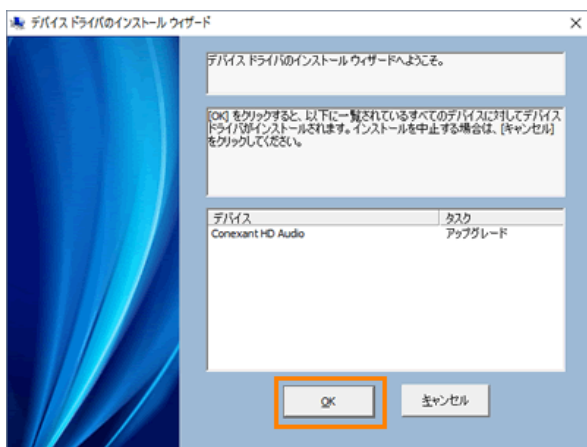 デバイス ドライバのインストール ウィザード
デバイス ドライバのインストール ウィザードへようこそ。
[OK] をクリックすると、以下に一覧されているすべてのデバイスに対してデバイス
ドライバがインストールされます。インストールを中止する場合は、[キャンセル]
をクリックしてください。
デバイス タスク
Conexant HD Audio アップグレード
OK キャンセル